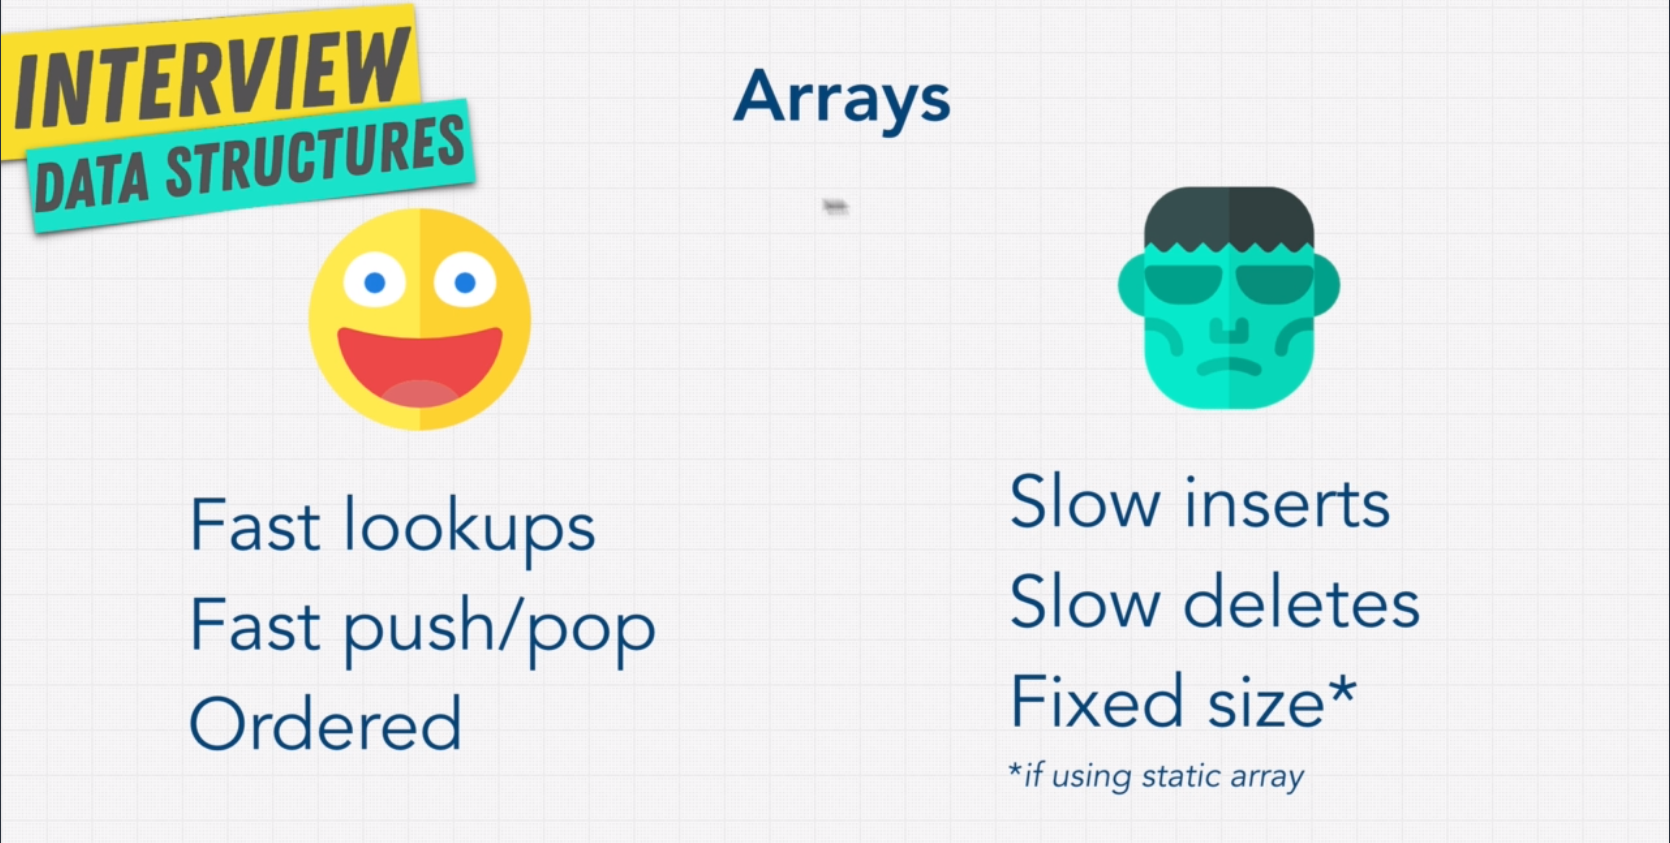 INTERVIEW
DATA STRUCTURES
Arrays
Fast lookups
Fast push/pop
Ordered
Slow inserts
Slow deletes
Fixed size*
*if using static array